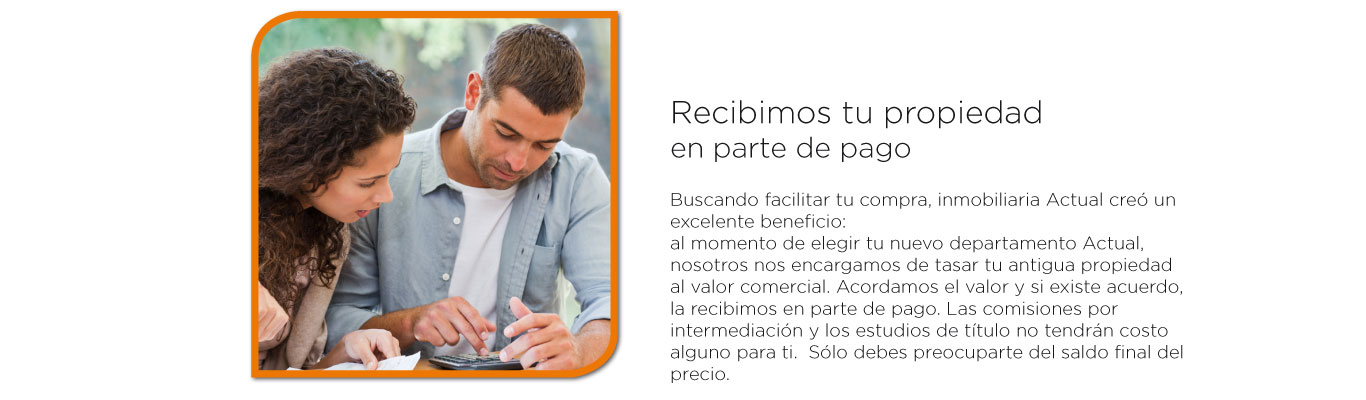 Recibimos tu propiedad
en parte de pago
Buscando facilitar tu compra, inmobiliaria Actual creó un
excelente beneficio:
al momento de elegir tu nuevo departamento Actual,
nosotros nos encargamos de tasar tu antigua propiedad
al valor comercial. Acordamos el valor y si existe acuerdo,
la recibimos en parte de pago. Las comisiones por
intermediación y los estudios de título no tendrán costo
alguno para ti.  Sólo debes preocuparte del saldo final del
precio.